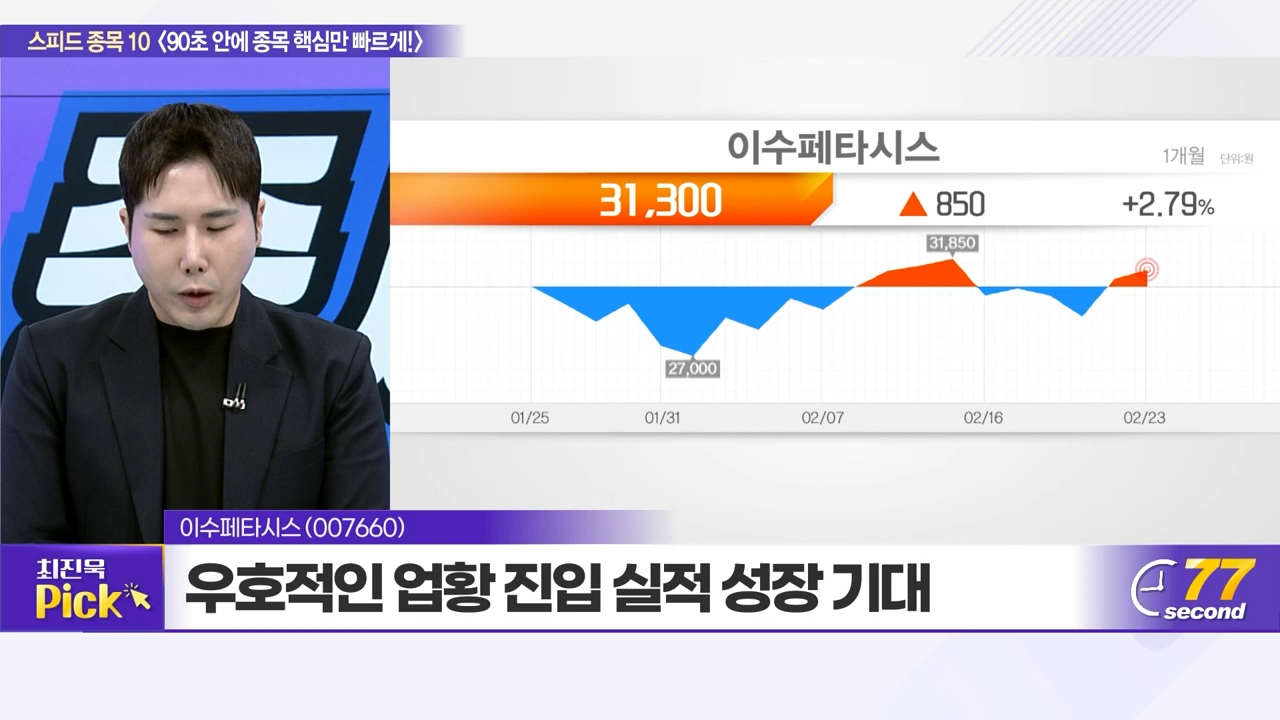 스피드 종목 10 〈90초 안에 종목 핵심만 빠르게!〉
이수페타시스
1개월 단위:원
31,300 ▲ 850 +2.79%
31,850
27,000
01/25 01/31 02/07 02/16 02/23
이수페타시스(007660)
최진욱
Pick
우호적인 업황 진입 실적 성장 기대
77
second